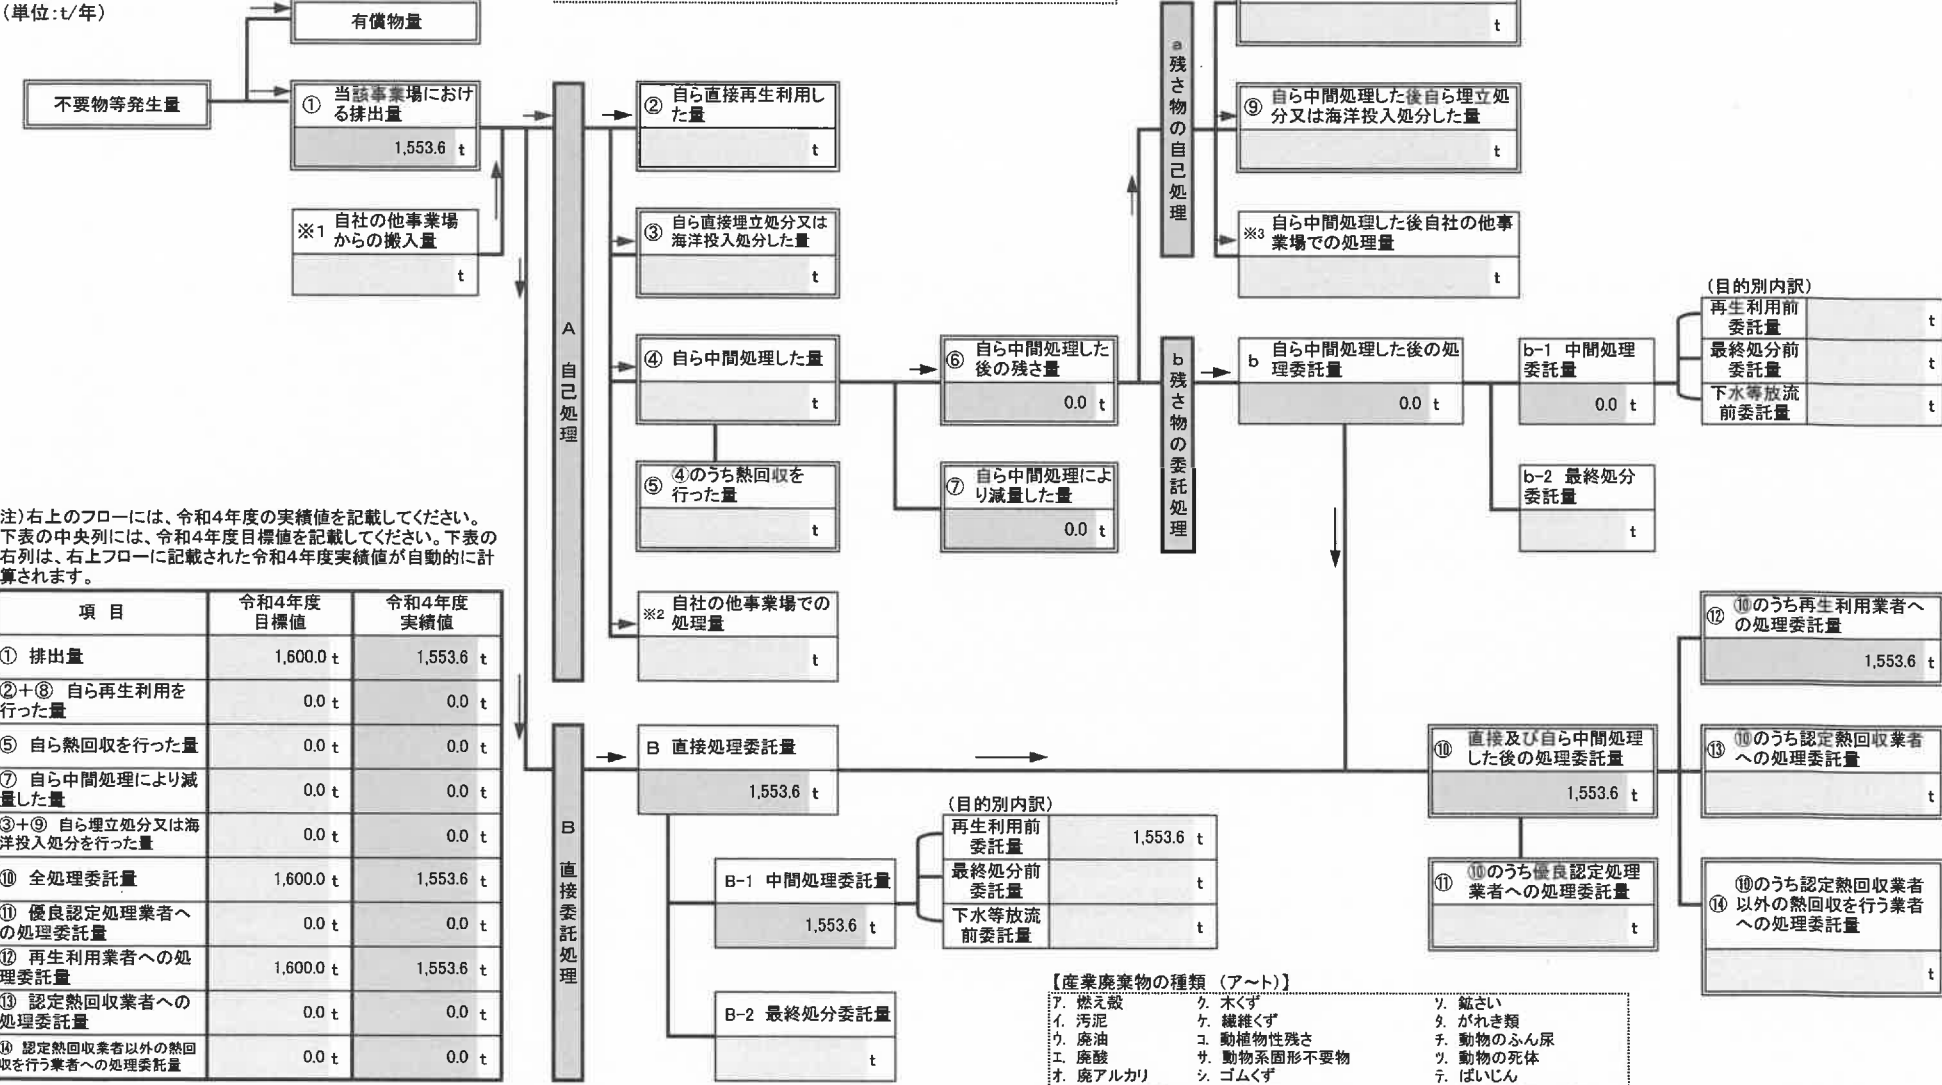 (単位:t/年)
有償物量
不要物等発生量
① 当該事業場におけ
る排出量
1,553.6 t
※1 自社の他事業場
からの搬入量
t
A 自己処理
② 自ら直接再生利用し
た量
t
③ 自ら直接埋立処分又は
海洋投入処分した量
t
④ 自ら中間処理した量
t
⑤ ④のうち熱回収を
行った量
t
※2 自社の他事業場での
処理量
t
⑥ 自ら中間処理した
後の残さ量
0.0 t
⑦ 自ら中間処理によ
り減量した量
0.0 t
a 残さ物の自己処理
t
⑨ 自ら中間処理した後自ら埋立処
分又は海洋投入処分した量
t
※3 自ら中間処理した後自社の他事
業場での処理量
t
b 残さ物の委託処理
b 自ら中間処理した後の処
理委託量
0.0 t
b-1 中間処理
委託量
0.0 t
b-2 最終処分
委託量
t
(目的別内訳)
再生利用前
委託量
t
最終処分前
委託量
t
下水等放流
前委託量
t
注)右上のフローには、令和4年度の実績値を記載してください。
下表の中央列には、令和4年度目標値を記載してください。下表の
右列は、右上フローに記載された令和4年度実績値が自動的に計
算されます。
項 目
令和4年度
目標値
令和4年度
実績値
① 排出量 1,600.0 t 1,553.6 t
②+⑧ 自ら再生利用を
行った量 0.0 t 0.0 t
⑤ 自ら熱回収を行った量 0.0 t 0.0 t
⑦ 自ら中間処理により減
量した量 0.0 t 0.0 t
③+⑨ 自ら埋立処分又は海
洋投入処分を行った量 0.0 t 0.0 t
⑩ 全処理委託量 1,600.0 t 1,553.6 t
⑪ 優良認定処理業者へ
の処理委託量 0.0 t 0.0 t
⑫ 再生利用業者への処
理委託量 1,600.0 t 1,553.6 t
⑬ 認定熱回収業者への
処理委託量 0.0 t 0.0 t
⑭ 認定熱回収業者以外の熱回
収を行う業者への処理委託量 0.0 t 0.0 t
B 直接委託処理
B 直接処理委託量
1,553.6 t
B-1 中間処理委託量
1,553.6 t
B-2 最終処分委託量
t
(目的別内訳)
再生利用前
委託量
1,553.6 t
最終処分前
委託量
t
下水等放流
前委託量
t
⑩ 直接及び自ら中間処理
した後の処理委託量
1,553.6 t
⑪ ⑩のうち優良認定処理
業者への処理委託量
t
⑫ ⑩のうち再生利用業者へ
の処理委託量
1,553.6 t
⑬ ⑩のうち認定熱回収業者
への処理委託量
t
⑭ ⑩のうち認定熱回収業者
以外の熱回収を行う業者
への処理委託量
t
【産業廃棄物の種類 (ア~ト)】
ア. 燃え殻 ク. 木くず ソ. 鉱さい
イ. 汚泥 ケ. 繊維くず タ. がれき類
ウ. 廃油 コ. 動植物性残さ チ. 動物のふん尿
エ. 廃酸 サ. 動物系固形不要物 ツ. 動物の死体
オ. 廃アルカリ シ. ゴムくず テ. ばいじん